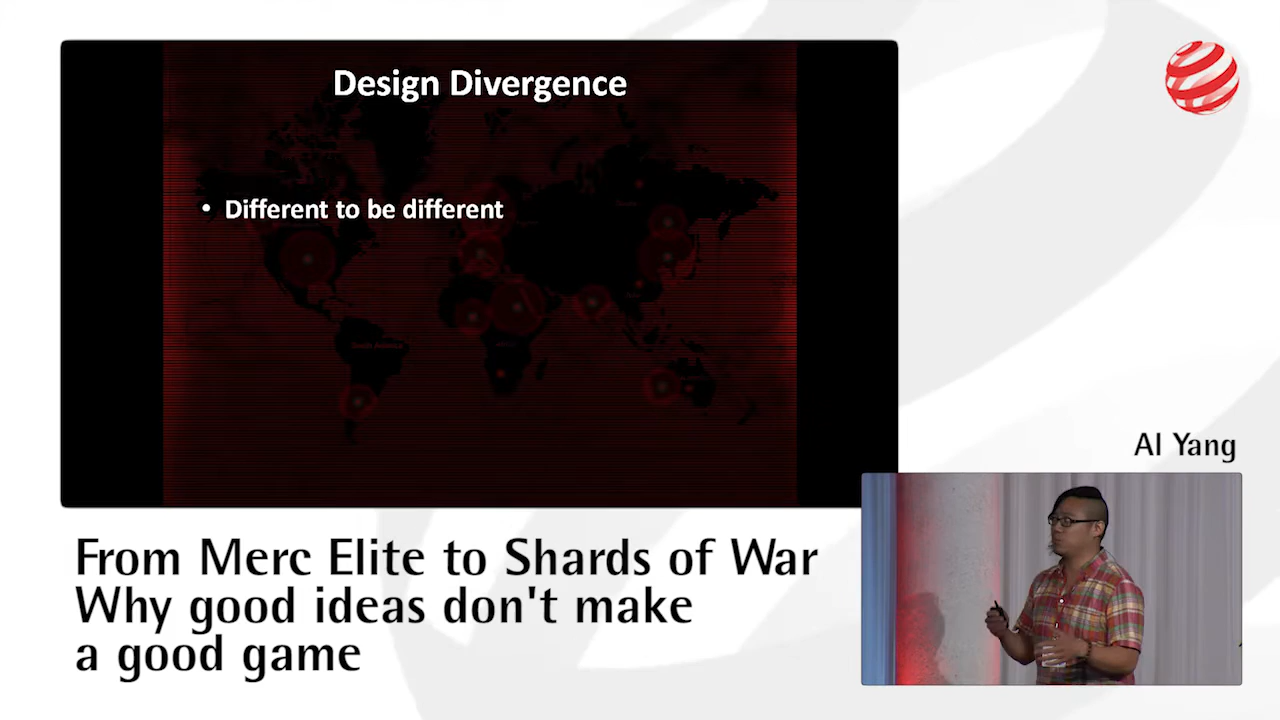 Design Divergence
• Different to be different
Al Yang
From Merc Elite to Shards of War
Why good ideas don't make
a good game